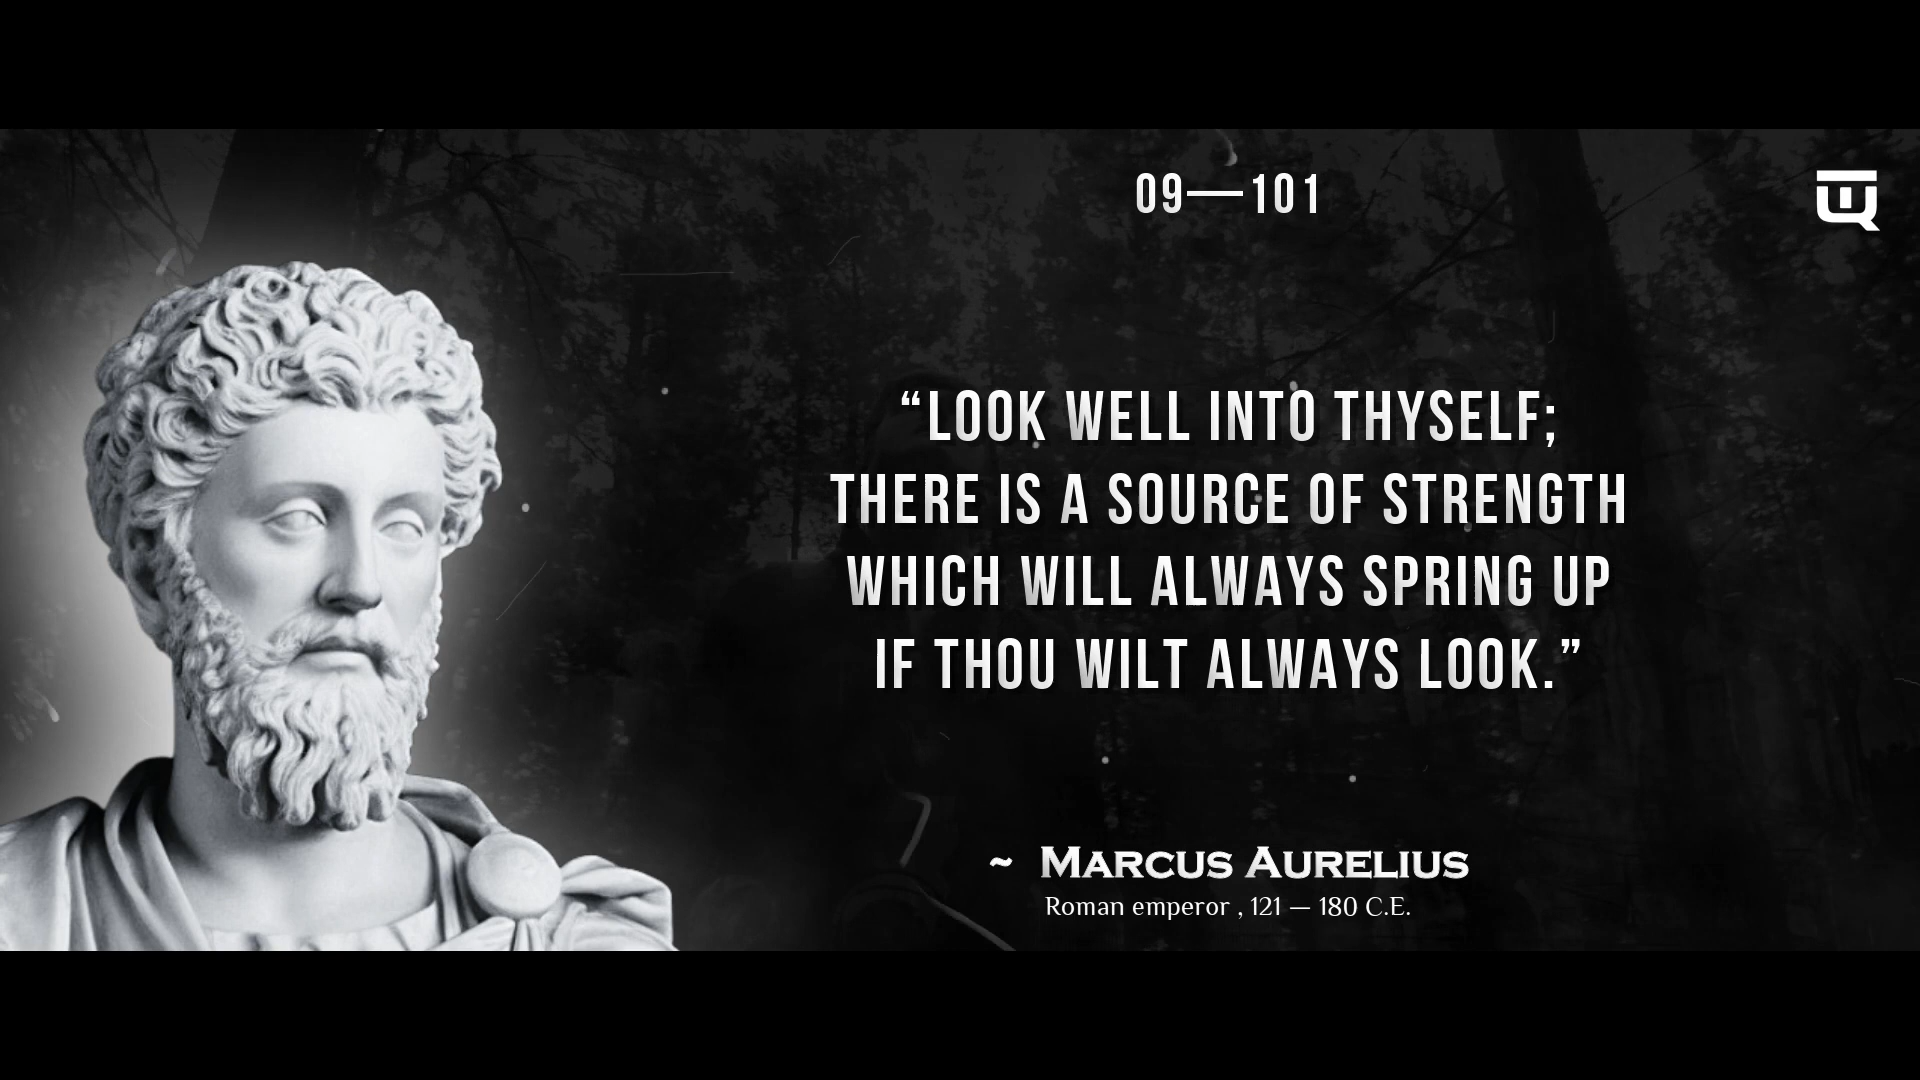 09—101
“LOOK WELL INTO THYSELF;
THERE IS A SOURCE OF STRENGTH
WHICH WILL ALWAYS SPRING UP
IF THOU WILT ALWAYS LOOK.”
~ MARCUS AURELIUS
Roman emperor , 121 — 180 C.E.